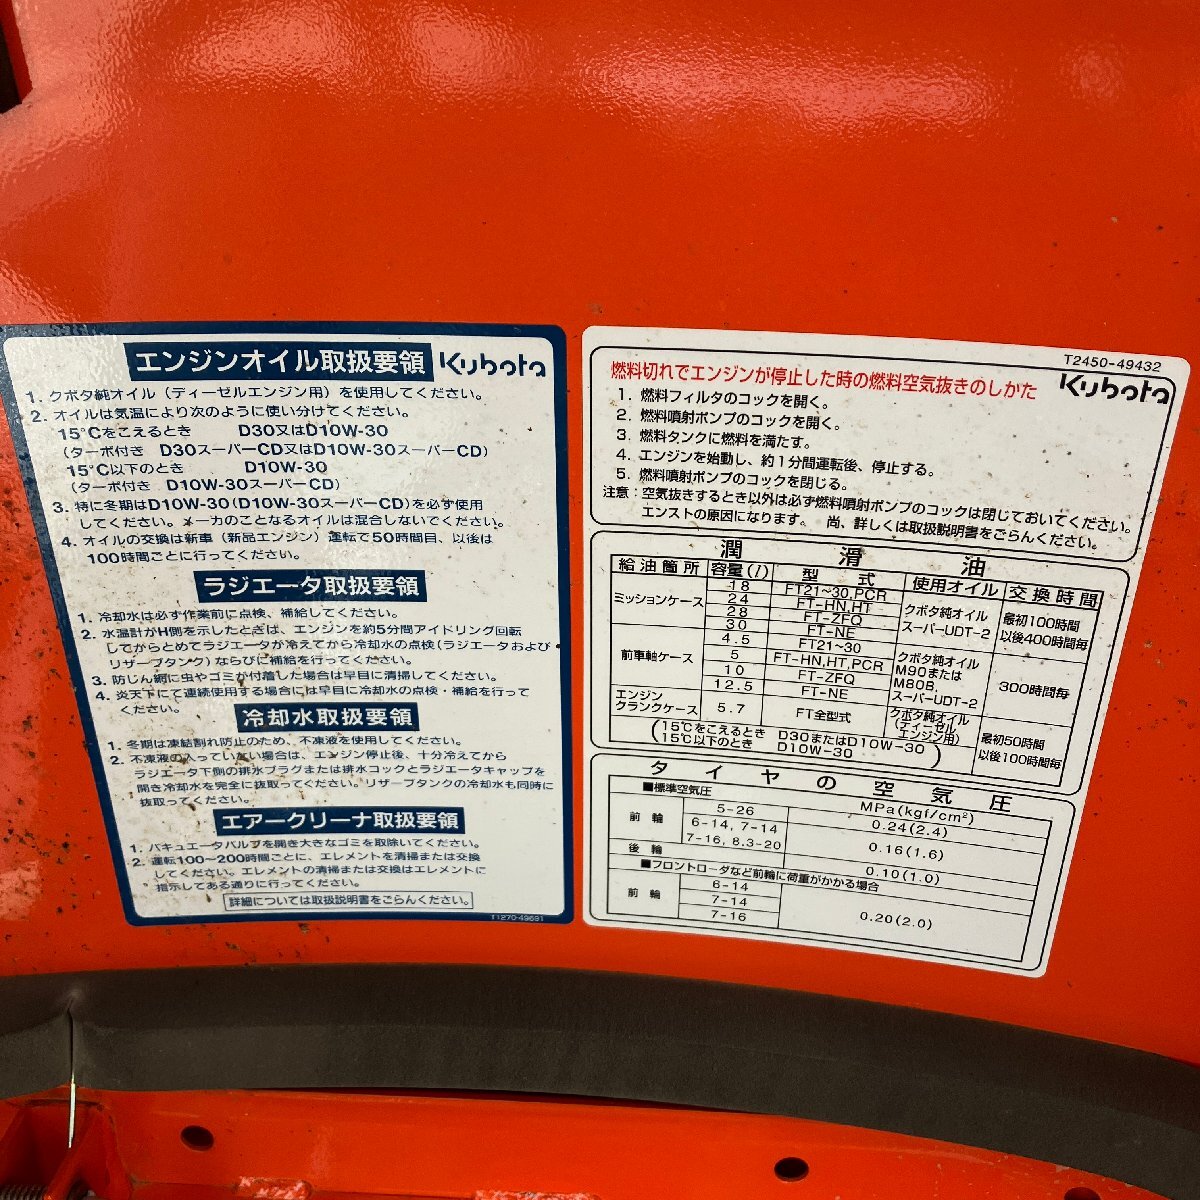 エンジンオイル取扱要領 Kubota
1. クボタ純オイル（ディーゼルエンジン用）を使用してください。
2. オイルは気温により次のように使い分けてください。
15℃をこえるとき D30又はD10W-30
(ターボ付き D30スーパーCD又はD10W-30スーパーCD)
15℃以下のとき D10W-30
(ターボ付き D10W-30スーパーCD)
3. 特に冬期はD10W-30(D10W-30スーパーCD)を必ず使用
してください。メーカのことなるオイルは混合しないでください。
4. オイルの交換は新車（新品エンジン）運転で50時間目、以後は
100時間ごとに行ってください。
ラジエータ取扱要領
1. 冷却水は必ず作業前に点検、補給してください。
2. 水温計がH側を示したときは、エンジンを約5分間アイドリング回転
してからとめてラジエータが冷えてから冷却水の点検(ラジエータおよび
リザーブタンク)ならびに補給を行ってください。
3. 防じん網に虫やゴミが付着した場合は早目に清掃してください。
4. 炎天下にて連続使用する場合には早目に冷却水の点検・補給を行って
ください。
冷却水取扱要領
1. 冬期は凍結割れ防止のため、不凍液を使用してください。
2. 不凍液の入っていない場合は、エンジン停止後、十分冷えてから
ラジエータ下側の排水プラグまたは排水コックとラジエータキャップを
開き冷却水を完全に抜取ってください。リザーブタンクの冷却水も同時に
抜取ってください。
エアークリーナ取扱要領
1. バキュエータバルブを開き大きなゴミを取除いてください。
2. 運転100〜200時間ごとに、エレメントを清掃または交換
してください。エレメントの清掃または交換はエレメントに
指示してある通りに行ってください。
詳細については取扱説明書をごらんください。
T1270-49691
T2450-49432
燃料切れでエンジンが停止した時の燃料空気抜きのしかた Kubota
1. 燃料フィルタのコックを開く。
2. 燃料噴射ポンプのコックを開く。
3. 燃料タンクに燃料を満たす。
4. エンジンを始動し、約1分間運転後、停止する。
5. 燃料噴射ポンプのコックを閉じる。
注意：空気抜きするとき以外は必ず燃料噴射ポンプのコックは閉じておいてください。
エンストの原因になります。 尚、詳しくは取扱説明書をごらんください。
潤滑油
給油箇所 容量(l) 型式 使用オイル 交換時間
ミッションケース 18 FT21~30.PCR クボタ純オイル スーパーUDT-2 最初100時間 以後400時間毎
24 FT-HN,HT
28 FT-ZFQ
30 FT-NE
前車軸ケース 4.5 FT21~30 クボタ純オイル M90または M80B, スーパーUDT-2 300時間毎
5 FT-HN,HT,PCR
10 FT-ZFQ
12.5 FT-NE
エンジン クランクケース 5.7 FT全型式 クボタ純オイル (ディーゼル エンジン用) 最初50時間 以後100時間毎
(15℃をこえるとき D30またはD10W-30
15℃以下のとき D10W-30)
タイヤの空気圧
■標準空気圧 MPa(kgf/cm²)
前輪 5-26 0.24(2.4)
6-14, 7-14 0.16(1.6)
7-16, 8.3-20
後輪 0.10(1.0)
■フロントローダなど前輪に荷重がかかる場合
前輪 6-14 0.20(2.0)
7-14
7-16